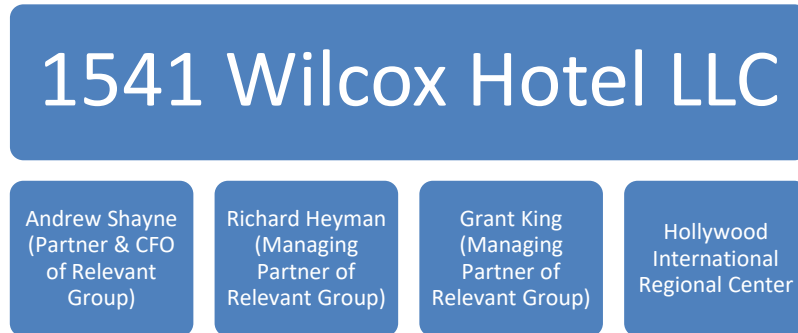 1541 Wilcox Hotel LLC
Andrew Shayne
(Partner & CFO
of Relevant
Group)
Richard Heyman
(Managing
Partner of
Relevant Group)
Grant King
(Managing
Partner of
Relevant Group)
Hollywood
International
Regional Center